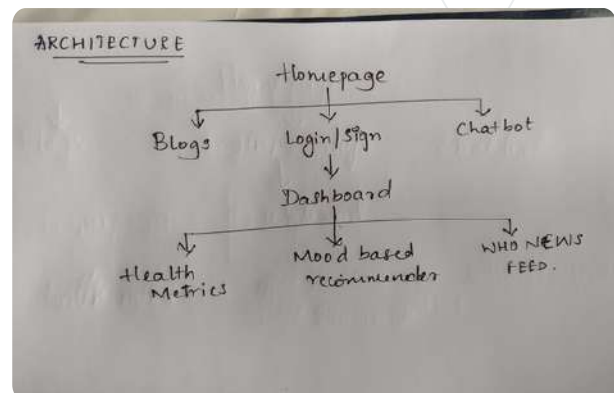 ARCHITECTURE
Homepage
Blogs Login/Sign Chatbot
Dashboard
Health Mood based WHO NEWS
Metrics recommender FEED.